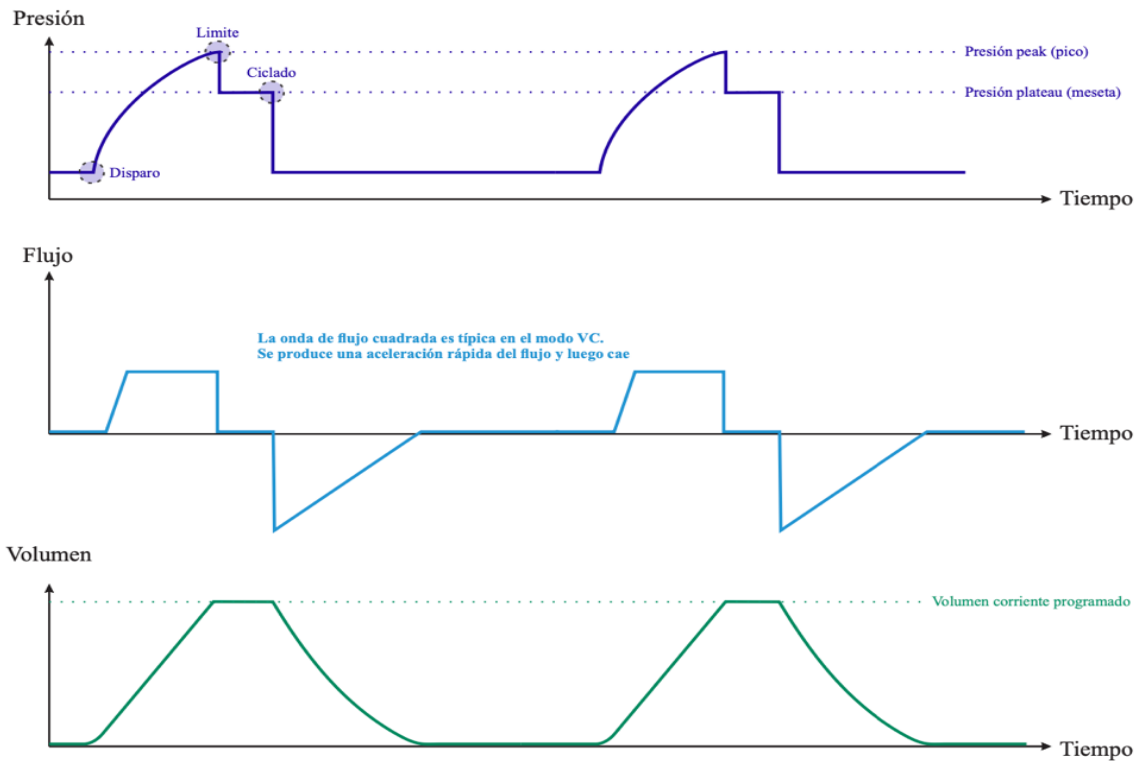 Presión
Limite
Presión peak (pico)
Ciclado
Presión plateau (meseta)
Disparo
Tiempo
Flujo
La onda de flujo cuadrada es típica en el modo VC.
Se produce una aceleración rápida del flujo y luego cae
Tiempo
Volumen
Volumen corriente programado
Tiempo